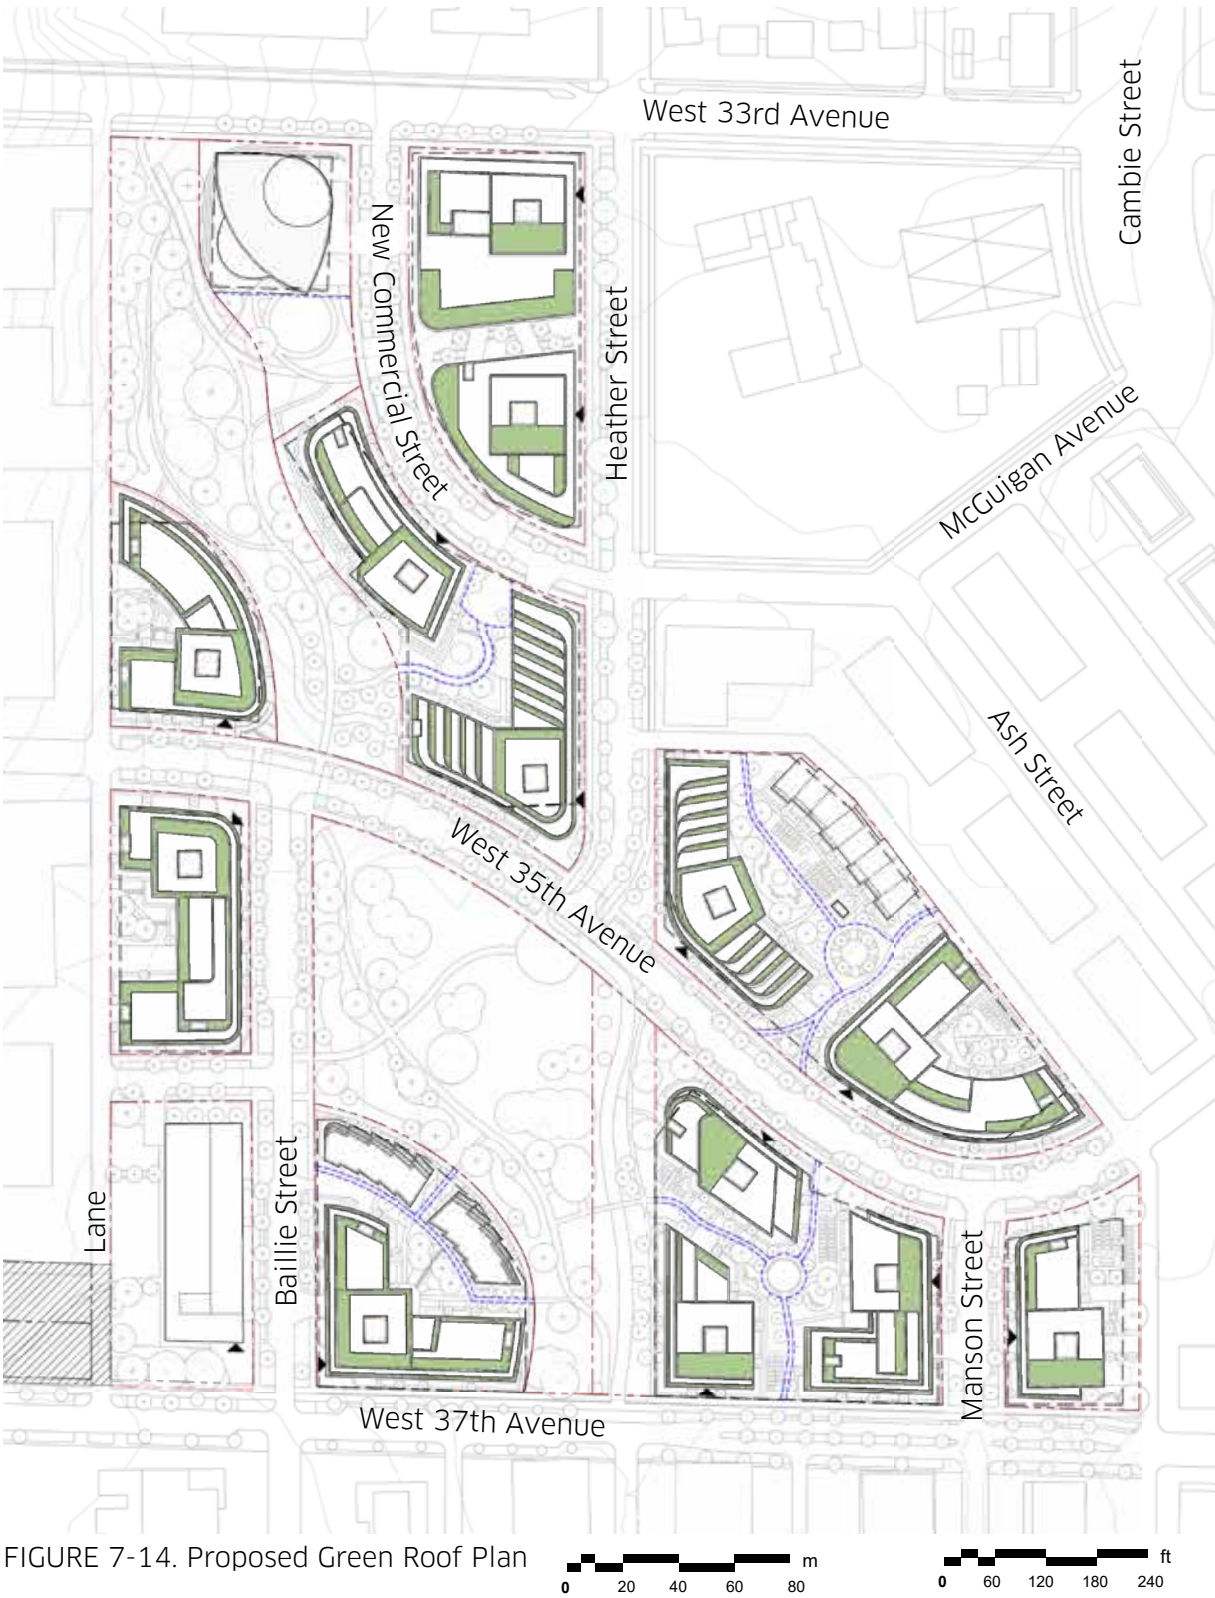 West 33rd Avenue
Cambie Street
New Commercial Street
Heather Street
McGuigan Avenue
Ash Street
West 35th Avenue
Lane
Baillie Street
Manson Street
West 37th Avenue
FIGURE 7-14. Proposed Green Roof Plan
0 20 40 60 80 m
0 60 120 180 240 ft